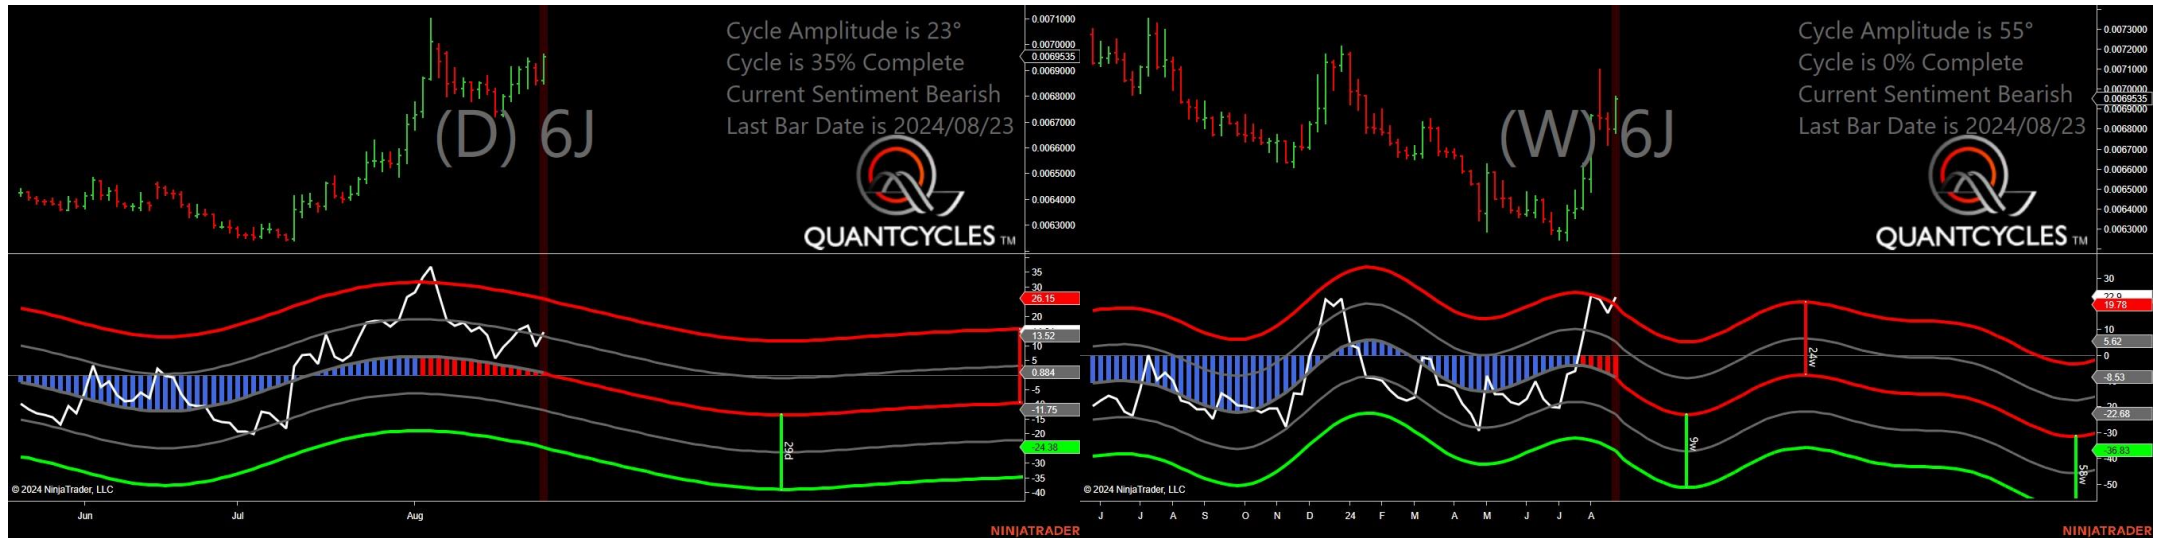 Cycle Amplitude is 23°
Cycle is 35% Complete
Current Sentiment Bearish
Last Bar Date is 2024/08/23
(D) 6J
QUANTCYCLES TM
0.0071000
0.0070000
0.0069535
0.0069000
0.0068000
0.0067000
0.0066000
0.0065000
0.0064000
0.0063000
35
30
26.15
20
13.52
10
5
0.884
-5
-11.75
-15
-20
-24.38
-30
-35
-40
29d
© 2024 NinjaTrader, LLC
Jun
Jul
Aug
NINJATRADER
Cycle Amplitude is 55°
Cycle is 0% Complete
Current Sentiment Bearish
Last Bar Date is 2024/08/23
(W) 6J
QUANTCYCLES TM
0.0073000
0.0072000
0.0071000
0.0070000
0.0069535
0.0069000
0.0068000
0.0067000
0.0066000
0.0065000
0.0064000
0.0063000
30
22.9
19.78
10
5.62
0
-8.53
-22.68
-30
-36.83
-40
-50
24w
9w
58w
© 2024 NinjaTrader, LLC
J
J
A
S
O
N
D
24
F
M
A
M
J
J
A
NINJATRADER